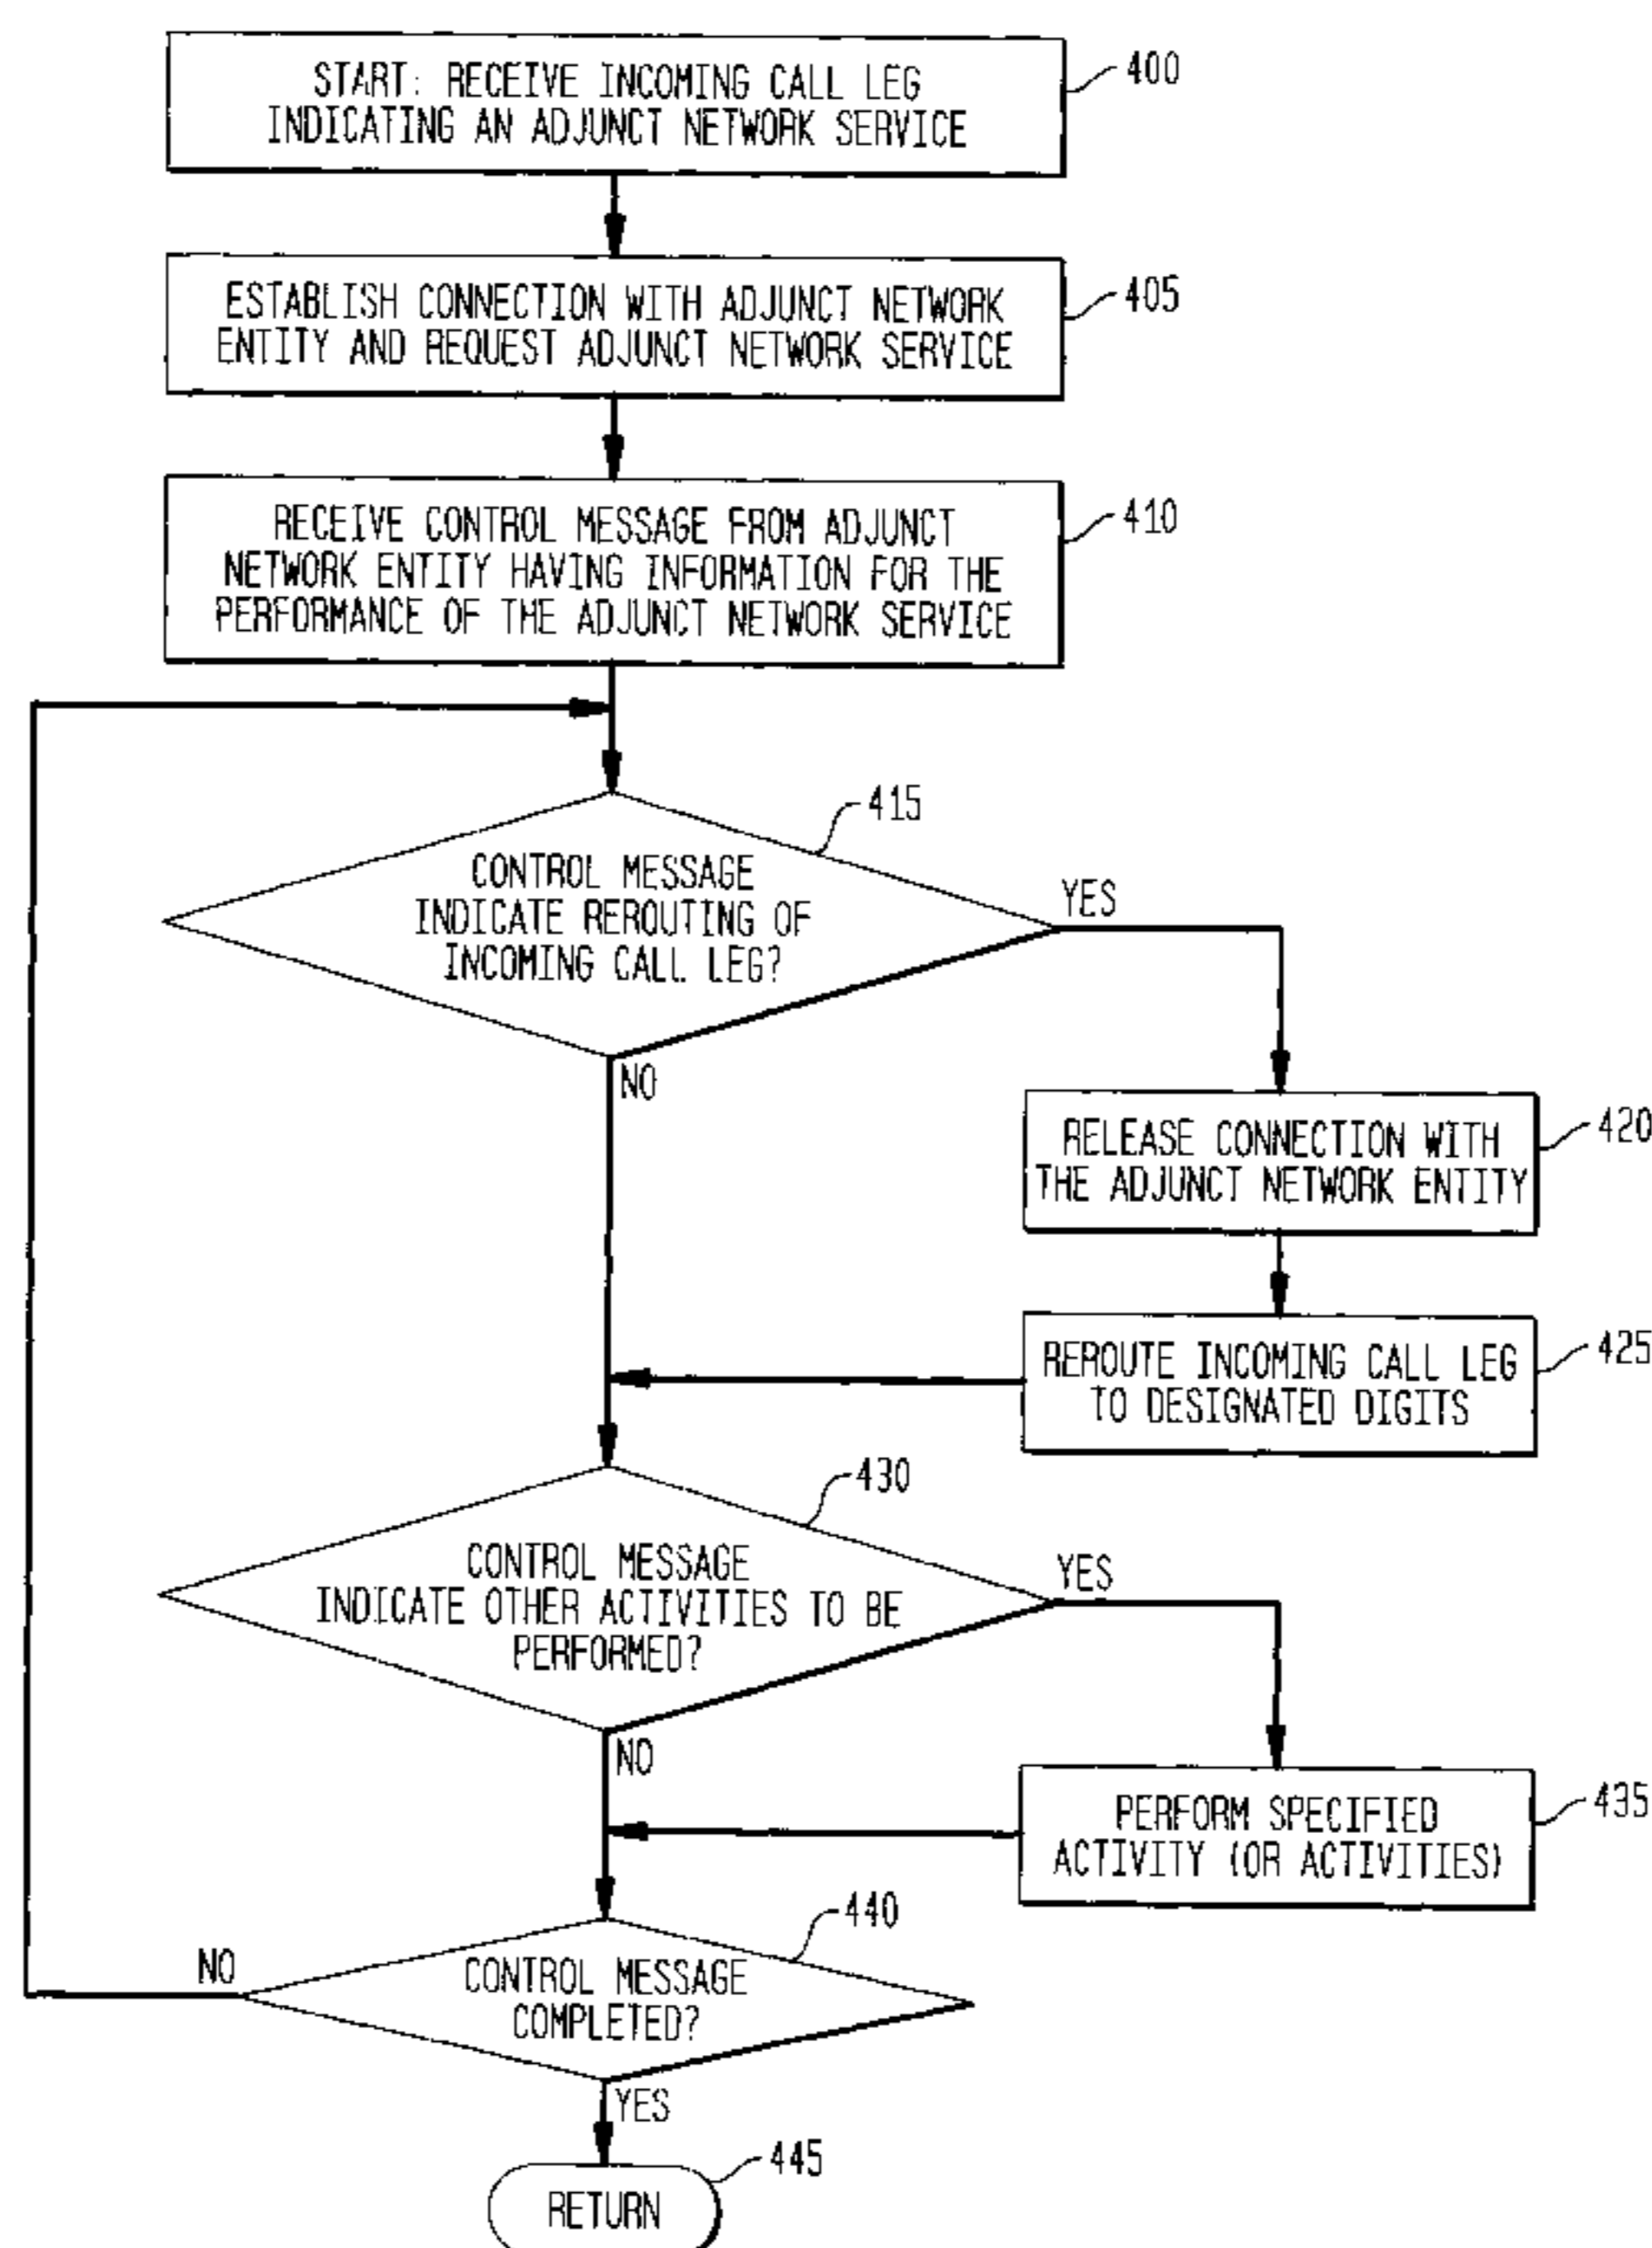 START: RECEIVE INCOMING CALL LEG
INDICATING AN ADJUNCT NETWORK SERVICE
400
ESTABLISH CONNECTION WITH ADJUNCT NETWORK
ENTITY AND REQUEST ADJUNCT NETWORK SERVICE
405
RECEIVE CONTROL MESSAGE FROM ADJUNCT
NETWORK ENTITY HAVING INFORMATION FOR THE
PERFORMANCE OF THE ADJUNCT NETWORK SERVICE
410
415
CONTROL MESSAGE
INDICATE REROUTING OF
INCOMING CALL LEG?
YES
NO
RELEASE CONNECTION WITH
THE ADJUNCT NETWORK ENTITY
420
REROUTE INCOMING CALL LEG
TO DESIGNATED DIGITS
425
430
CONTROL MESSAGE
INDICATE OTHER ACTIVITIES TO BE
PERFORMED?
YES
NO
PERFORM SPECIFIED
ACTIVITY (OR ACTIVITIES)
435
440
CONTROL MESSAGE
COMPLETED?
NO
YES
445
RETURN